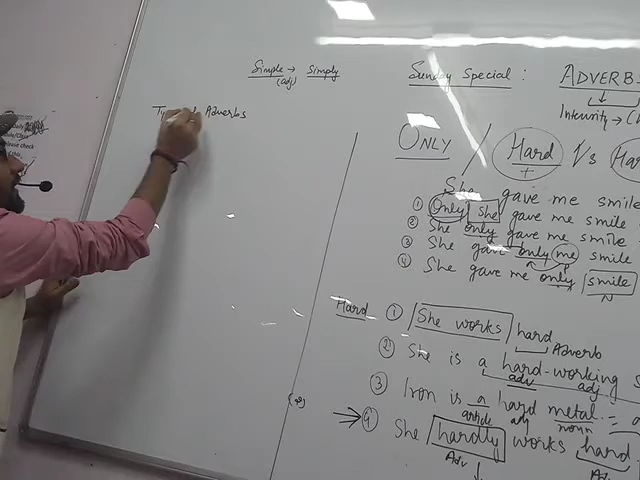 Simple → Simply
(adj)
Adverbs
Sunday Special :
ADVERBS
Intensity →
ONLY / Hard Vs
+
She gave me smile
① Only she gave me smile
② She only gave me smile
③ She gave only me smile
④ She gave me only smile
N
Hard ① She works hard
Adverb
② She is a hard-working
adv adj
③ Iron is a hard metal
article adj noun
④ She hardly works hard
Adv
please check